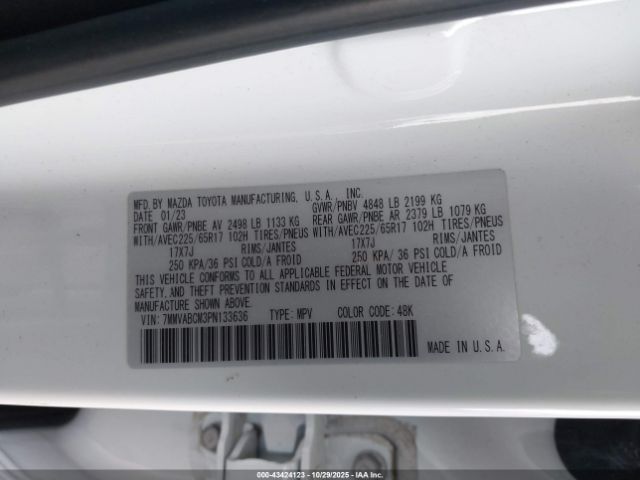 MFD.BY MAZDA TOYOTA MANUFACTURING, U.S.A., INC.
DATE 01/23 GVWR/PNBV 4848 LB 2199 KG
FRONT GAWR/PNBE AV 2498 LB 1133 KG REAR GAWR/PNBE AR 2379 LB 1079 KG
WITH/AVEC225/65R17 102H TIRES/PNEUS WITH/AVEC225/65R17 102H TIRES/PNEUS
17X7J RIMS/JANTES 17X7J RIMS/JANTES
250 KPA/36 PSI COLD/A FROID 250 KPA/36 PSI COLD/A FROID
THIS VEHICLE CONFORMS TO ALL APPLICABLE FEDERAL MOTOR VEHICLE
SAFETY, AND THEFT PREVENTION STANDARDS IN EFFECT ON THE DATE OF
MANUFACTURE SHOWN ABOVE.
VIN: 7MMVABCM3PN133636 TYPE: MPV COLOR CODE: 48K
MADE IN U.S.A.
000-43424123 - 10/29/2025 - IAAI.com